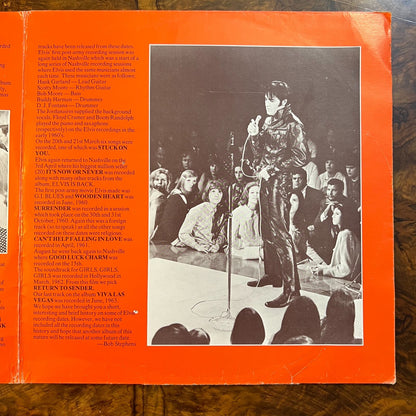 tracks have been released from these dates.
Elvis' first post army recording session was
again held in Nashville which was a start of a
long series of Nashville recording sessions
where Elvis used the same musicians almost
each time. These musicians were as follows:
Hank Garland — Lead Guitar
Scotty Moore — Rhythm Guitar
Bob Moore — Bass
Buddy Harman — Drummer
D. J. Fontana — Drummer
The Jordanaires supplied the background
vocals. Floyd Cramer and Boots Randolph
played the piano and saxophone
(respectively) on the Elvis recordings in the
early 1960s.
On the 20th and 21st March six songs were
recorded, one of which was STUCK ON
YOU.
Elvis again returned to Nashville on the
3rd April where his biggest million seller
(20) IT'S NOW OR NEVER was recorded
along with many other tracks from the
album, ELVIS IS BACK.
The first post army movie Elvis made was
G.I. BLUES and WOODEN HEART was
recorded in June, 1960.
SURRENDER was recorded in a session
which took place on the 30th and 31st
October, 1960. Again this was a foreign
track (so to speak) as all the other songs
recorded on these dates were religious.
CAN'T HELP FALLING IN LOVE was
recorded in April, 1961.
August he went back again to Nashville
where GOOD LUCK CHARM was
recorded on the 15th.
The soundtrack for GIRLS, GIRLS,
GIRLS was recorded in Hollywood in
March, 1962. From this film we pick
RETURN TO SENDER.
Our last track on the album VIVA LAS
VEGAS was recorded in June, 1963.
We hope we have brought you a short,
interesting and brief history on some of Elvis'
recording dates. However, we have not
included all the recording dates in this
history and hope that another album of this
nature will be released at some future date.
— Bob Stephens